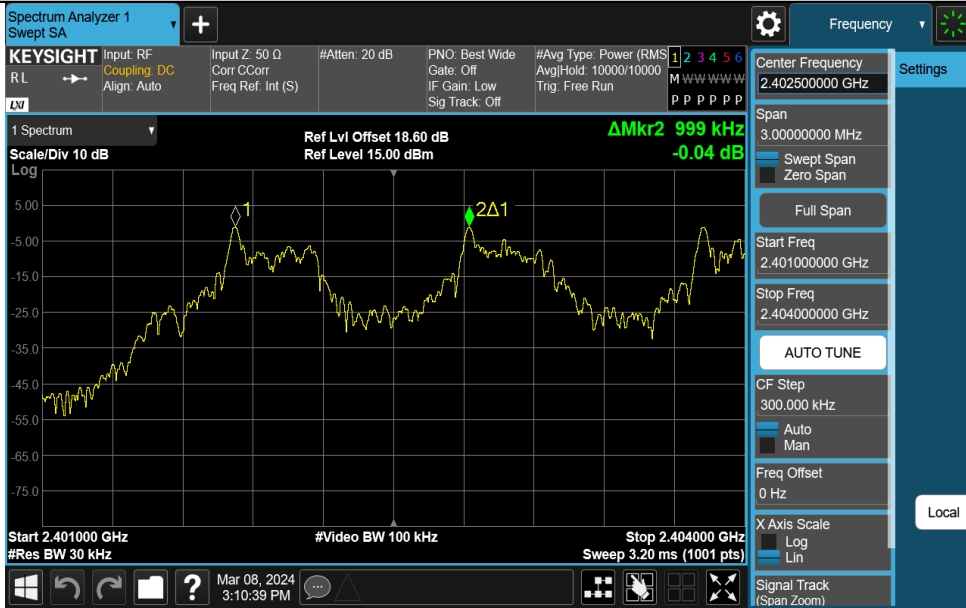 Spectrum Analyzer 1
Swept SA
+
Frequency
KEYSIGHT
RL
LXI
Input: RF
Coupling: DC
Align: Auto
Input Z: 50 Ω
Corr CCorr
Freq Ref: Int (S)
#Atten: 20 dB
PNO: Best Wide
Gate: Off
IF Gain: Low
Sig Track: Off
#Avg Type: Power (RMS
Avg|Hold: 10000/10000
Trig: Free Run
1 2 3 4 5 6
M W W W W W
P P P P P P
1 Spectrum
Scale/Div 10 dB
Log
Ref Lvl Offset 18.60 dB
Ref Level 15.00 dBm
ΔMkr2 999 kHz
-0.04 dB
5.00
-5.00
-15.0
-25.0
-35.0
-45.0
-55.0
-65.0
-75.0
1
2Δ1
Start 2.401000 GHz
#Res BW 30 kHz
#Video BW 100 kHz
Stop 2.404000 GHz
Sweep 3.20 ms (1001 pts)
Center Frequency
2.402500000 GHz
Span
3.00000000 MHz
Swept Span
Zero Span
Full Span
Start Freq
2.401000000 GHz
Stop Freq
2.404000000 GHz
AUTO TUNE
CF Step
300.000 kHz
Auto
Man
Freq Offset
0 Hz
X Axis Scale
Log
Lin
Signal Track
(Span Zoom)
Settings
Local
?
Mar 08, 2024
3:10:39 PM